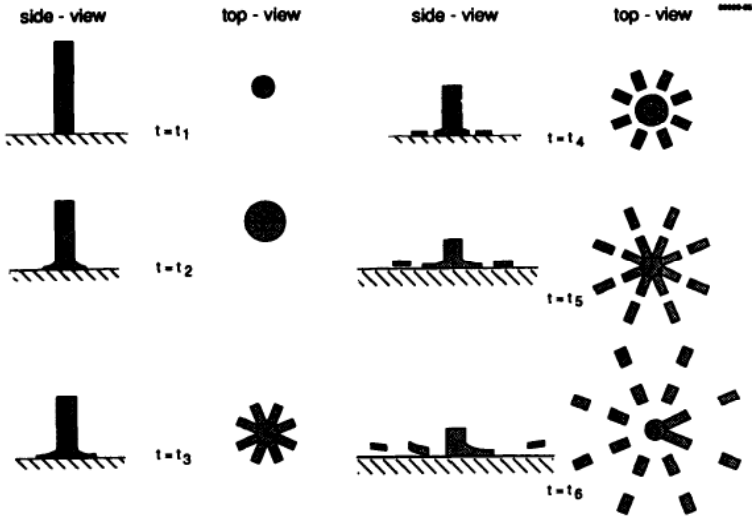 side - view top - view side - view top - view
t = t1
t = t4
t = t2
t = t5
t = t3
t = t6